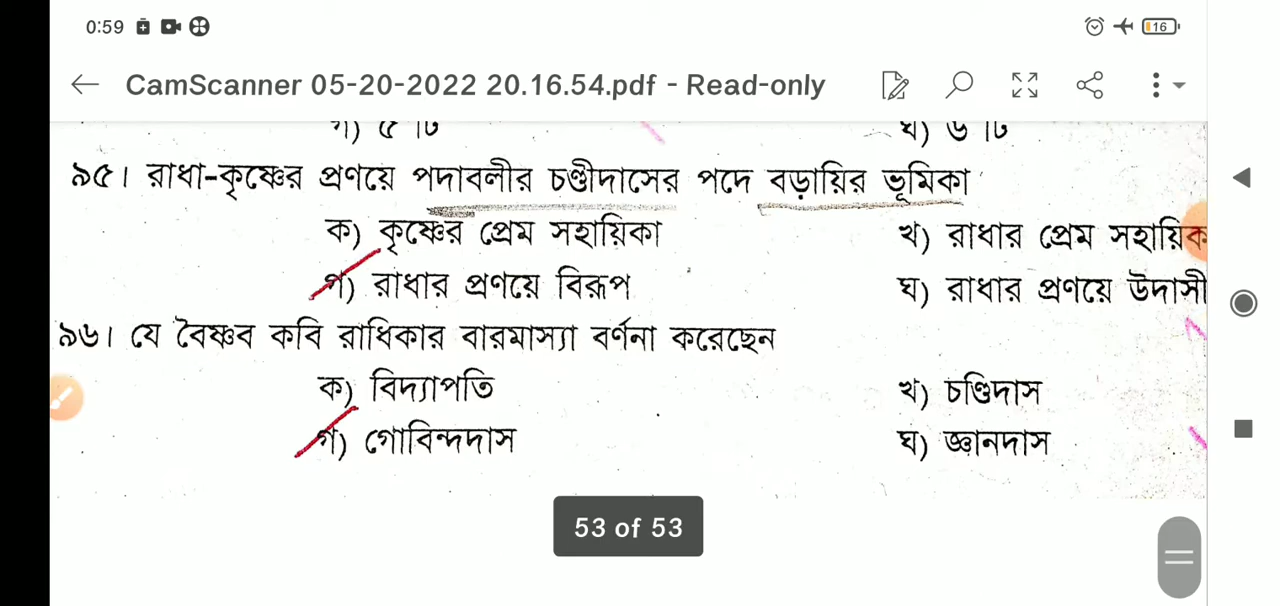 0:59
16
CamScanner 05-20-2022 20.16.54.pdf - Read-only
গ) ৫ টি ঘ) ৬ টি
৯৫। রাধা-কৃষ্ণের প্রণয়ে পদাবলীর চণ্ডীদাসের পদে বড়ায়ির ভূমিকা
ক) কৃষ্ণের প্রেম সহায়িকা খ) রাধার প্রেম সহায়িক
গ) রাধার প্রণয়ে বিরূপ ঘ) রাধার প্রণয়ে উদাসী
৯৬। যে বৈষ্ণব কবি রাধিকার বারমাস্যা বর্ণনা করেছেন
ক) বিদ্যাপতি খ) চণ্ডিদাস
গ) গোবিন্দদাস ঘ) জ্ঞানদাস
53 of 53